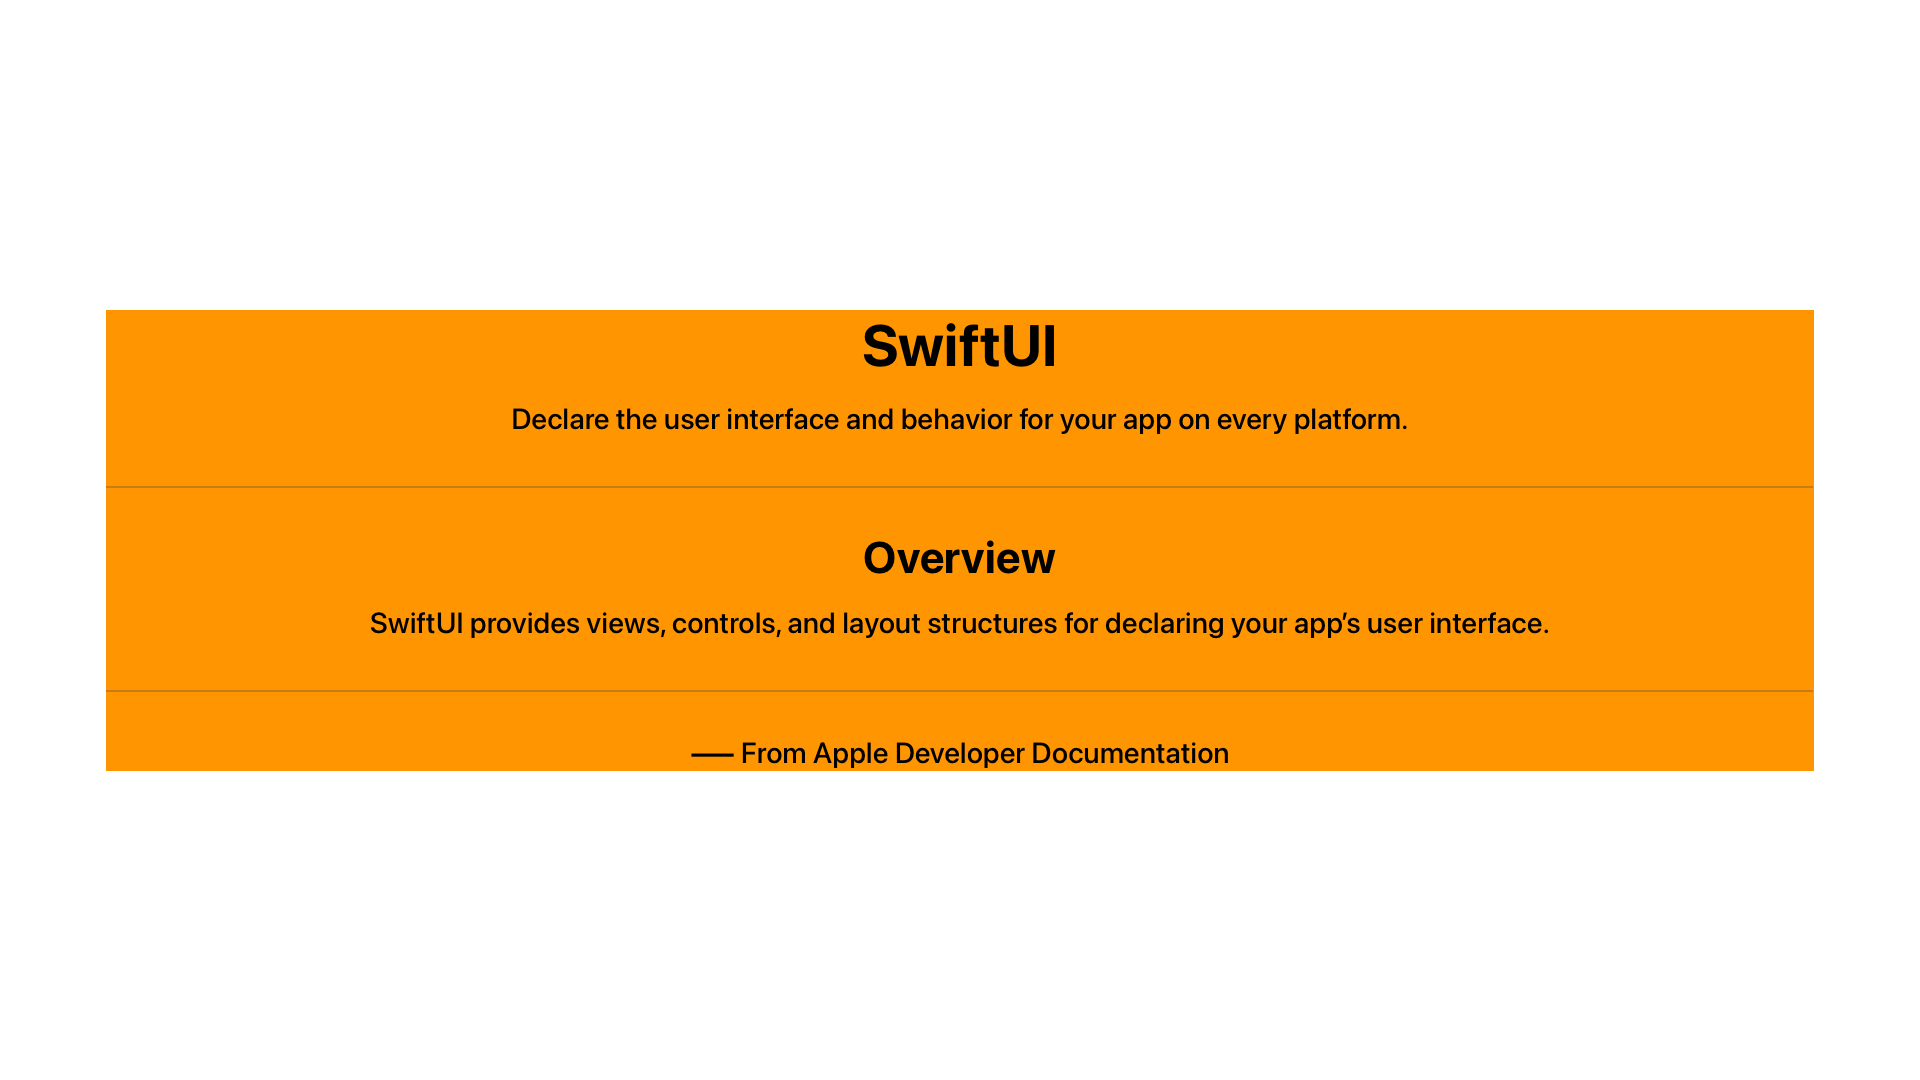 SwiftUI
Declare the user interface and behavior for your app on every platform.
Overview
SwiftUI provides views, controls, and layout structures for declaring your app’s user interface.
—— From Apple Developer Documentation